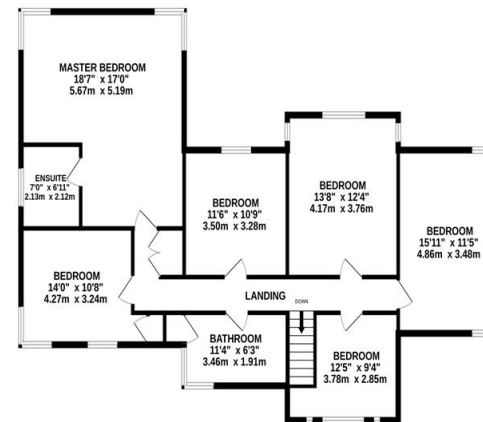 MASTER BEDROOM
18'7" x 17'0"
5.67m x 5.19m
ENSUITE
7'0" x 6'11"
2.13m x 2.12m
BEDROOM
11'6" x 10'9"
3.50m x 3.28m
BEDROOM
13'8" x 12'4"
4.17m x 3.76m
BEDROOM
15'11" x 11'5"
4.86m x 3.48m
BEDROOM
14'0" x 10'8"
4.27m x 3.24m
LANDING
DOWN
BATHROOM
11'4" x 6'3"
3.46m x 1.91m
BEDROOM
12'5" x 9'4"
3.78m x 2.85m